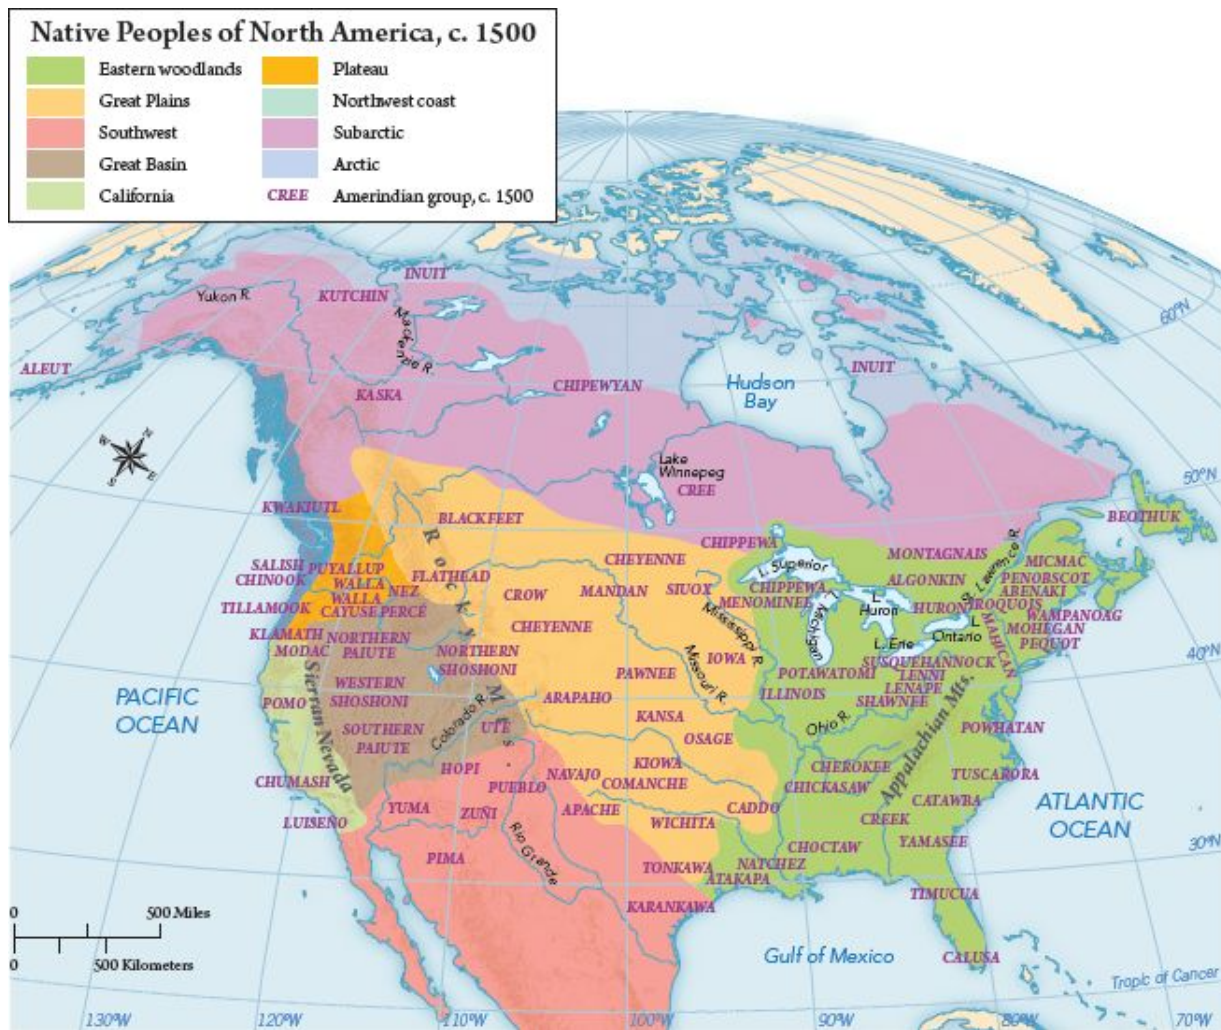 Native Peoples of North America, c. 1500
Eastern woodlands
Great Plains
Southwest
Great Basin
California
Plateau
Northwest coast
Subarctic
Arctic
CREE Amerindian group, c. 1500
INUIT
Yukon R.
KUTCHIN
Mackenzie R.
60°N
ALEUT
KASKA
CHIPEWYAN
Hudson
Bay
INUIT
N
W
E
S
Lake
Winnepeg
CREE
50°N
KWAKIUTL
BLACKFEET
BEOTHUK
CHIPPEWA
MONTAGNAIS
St. Lawrence R.
MICMAC
SALISH
PUYALLUP
CHINOOK
WALLA
WALLA
FLATHEAD
NEZ
PERCÉ
CAYUSE
TILLAMOOK
CHEYENNE
L. Superior
CHIPPEWA
ALGONKIN
PENORSCOT
ABENAKI
CROW
MANDAN
SIUOX
MENOMINEE
L.
Huron
HURON
IROQUOIS
WAMPANOAG
MOHEGAN
PEQUOT
MAHICAN
L.
Ontario
L. Erie
L. Michigan
Mississippi R.
CHEYENNE
KLAMATH
MODAC
NORTHERN
PAIUTE
NORTHERN
SHOSHONI
Rocky Mts.
IOWA
Missouri R.
PAWNEE
POTAWATOMI
SUSQUEHANNOCK
LENNI
LENAPE
40°N
PACIFIC
OCEAN
POMO
Sierran Nevada
WESTERN
SHOSHONI
ARAPAHO
ILLINOIS
SHAWNEE
Ohio R.
Appalachian Mts.
SOUTHERN
PAIUTE
Colorado R.
UTE
KANSA
OSAGE
POWHATAN
CHUMASH
HOPI
PUEBLO
NAVAJO
KIOWA
COMANCHE
CHEROKEE
CHICKASAW
TUSCARORA
CATAWBA
ATLANTIC
OCEAN
LUISEÑO
YUMA
ZUÑI
APACHE
WICHITA
CADDO
CREEK
YAMASEE
30°N
PIMA
Rio Grande
TONKAWA
NATCHEZ
CHOCTAW
ATAKAPA
TIMUCUA
KARANKAWA
0 500 Miles
0 500 Kilometers
Gulf of Mexico
CALUSA
Tropic of Cancer
130°W
120°W
110°W
100°W
90°W
80°W
70°W